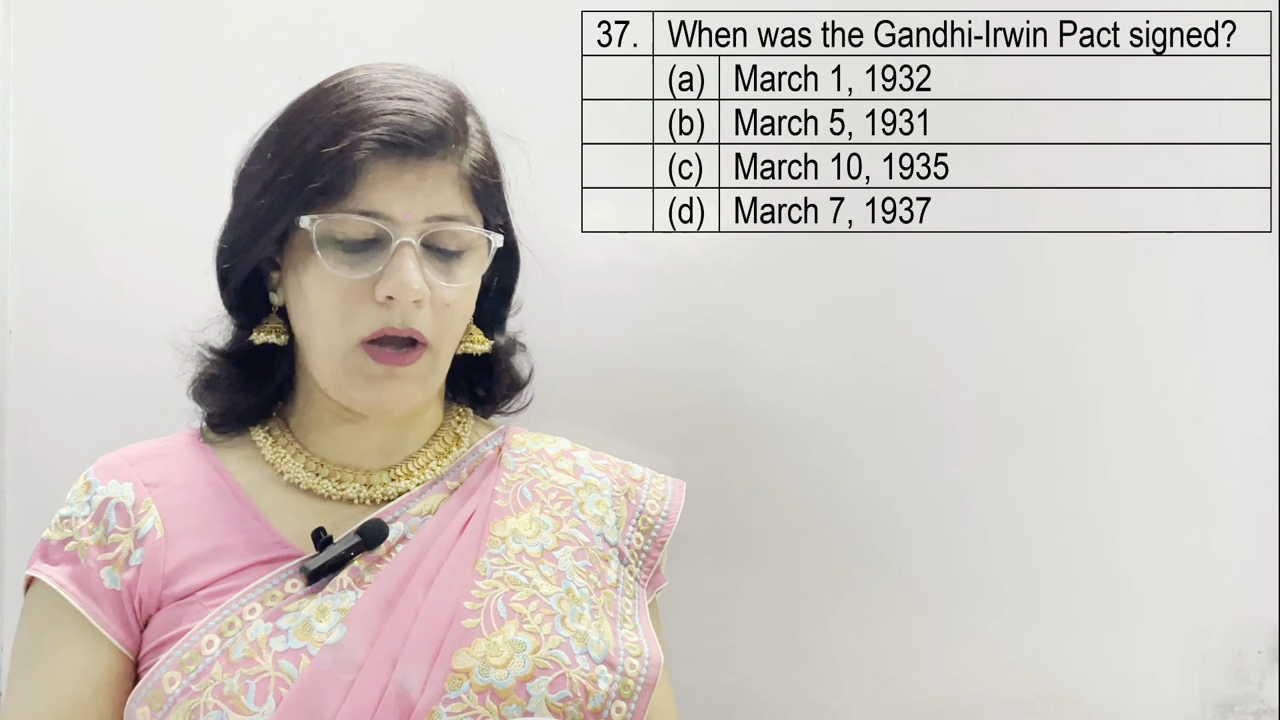 37. When was the Gandhi-Irwin Pact signed?
(a) March 1, 1932
(b) March 5, 1931
(c) March 10, 1935
(d) March 7, 1937